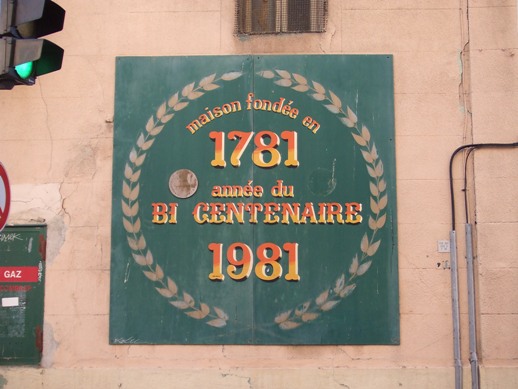 maison fondée en
1781
année du
BI CENTENAIRE
1981
GAZ